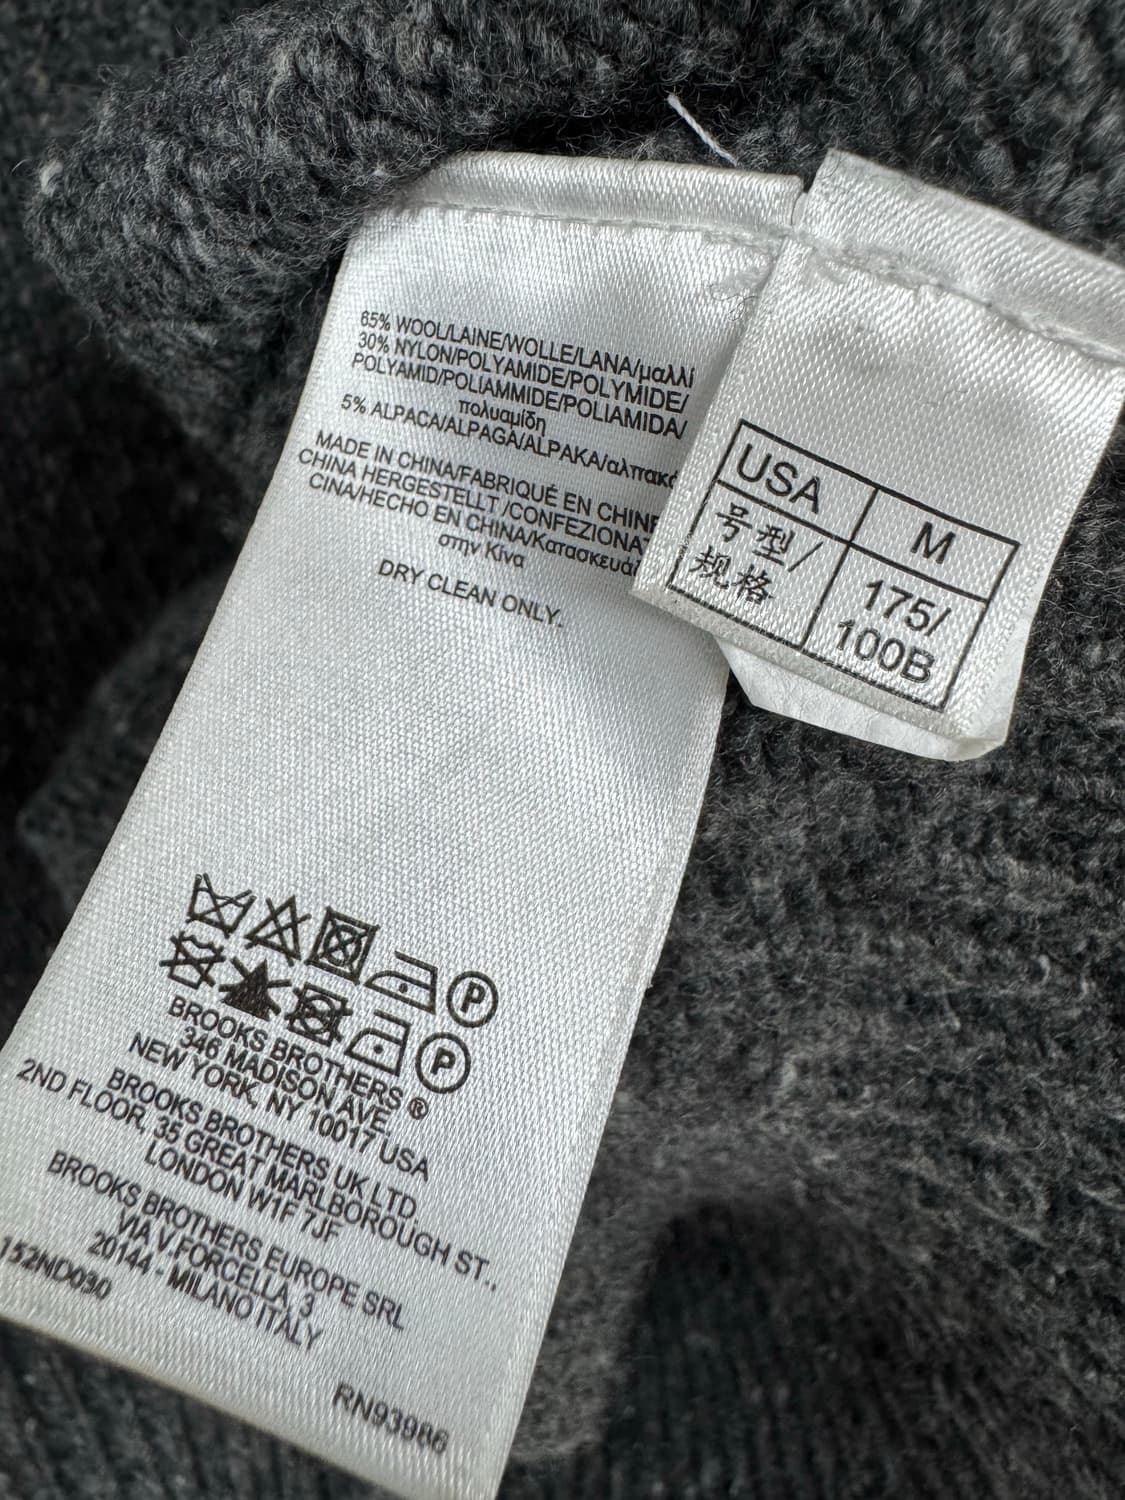 65% WOOL/LAINE/WOLLE/LANA/μαλλί
30% NYLON/POLYAMIDE/POLYMIDE/
POLYAMID/POLIAMMIDE/POLIAMIDA/
πολυαμίδη
5% ALPACA/ALPAGA/ALPAKA/αλπακά
MADE IN CHINA/FABRIQUÉ EN CHINE
CHINA HERGESTELLT /CONFEZIONA
CINA/HECHO EN CHINA/Κατασκευά
στην Κίνα
DRY CLEAN ONLY.
USA M
号型/
规格
175/
100B
P
P
BROOKS BROTHERS ®
346 MADISON AVE.
NEW YORK, NY 10017 USA
BROOKS BROTHERS UK LTD
2ND FLOOR, 35 GREAT MARLBOROUGH ST.,
LONDON W1F 7JF
BROOKS BROTHERS EUROPE SRL
VIA V.FORCELLA, 3
20144 - MILANO ITALY
152ND030
RN93986